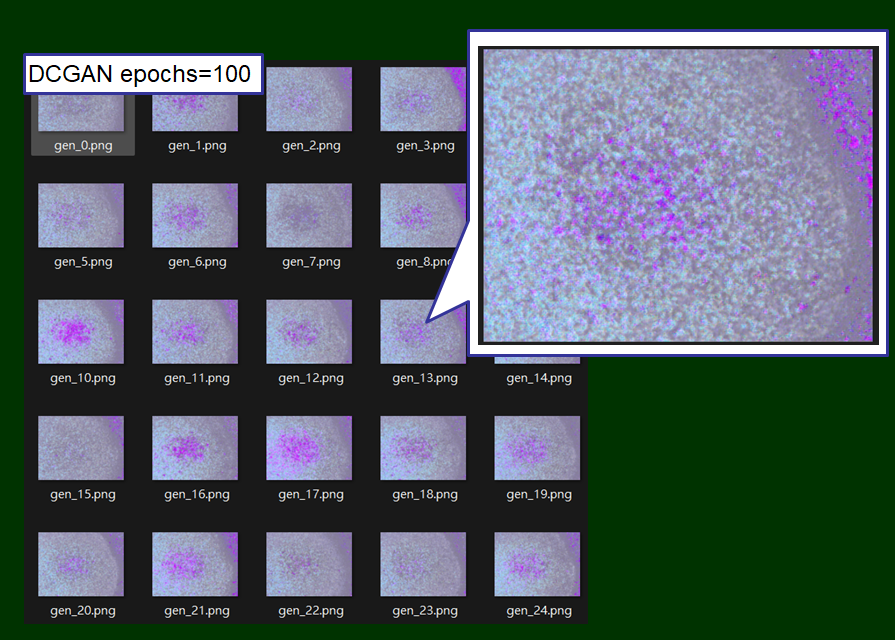 DCGAN epochs=100
gen_0.png
gen_1.png
gen_2.png
gen_3.png
gen_5.png
gen_6.png
gen_7.png
gen_8.png
gen_10.png
gen_11.png
gen_12.png
gen_13.png
gen_14.png
gen_15.png
gen_16.png
gen_17.png
gen_18.png
gen_19.png
gen_20.png
gen_21.png
gen_22.png
gen_23.png
gen_24.png